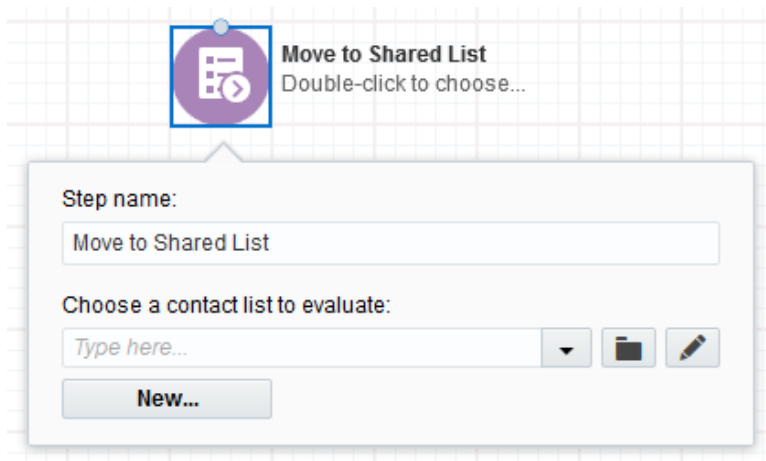 Move to Shared List
Double-click to choose...
Step name:
Move to Shared List
Choose a contact list to evaluate:
Type here...
New...